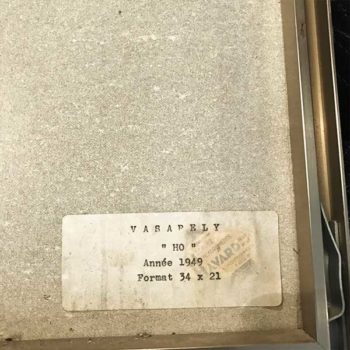 VASARELY
" HO "
Année 1949
Format 34 x 21